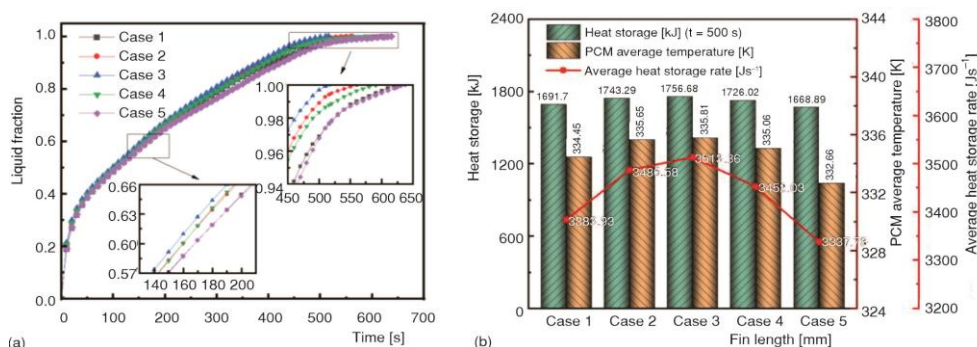 1.0
0.8
0.6
0.4
0.2
0.0
Liquid fraction
Case 1
Case 2
Case 3
Case 4
Case 5
1.00
0.98
0.96
0.94
450 500 550 600 650
0.66
0.63
0.60
0.57
140 160 180 200
0 100 200 300 400 500 600 700
Time [s]
(a)
2400
1800
1200
600
0
Heat storage [kJ]
Heat storage [kJ] (t = 500 s)
PCM average temperature [K]
Average heat storage rate [Js⁻¹]
1691.7 1743.29 1756.68 1726.02 1668.89
334.45 335.65 335.81 335.06 332.66
3383.93 3486.58 3513.36 3452.03 3337.78
Case 1 Case 2 Case 3 Case 4 Case 5
Fin length [mm]
344
340
336
332
328
324
PCM average temperature [K]
3800
3700
3600
3500
3400
3300
3200
Average heat storage rate [Js⁻¹]
(b)